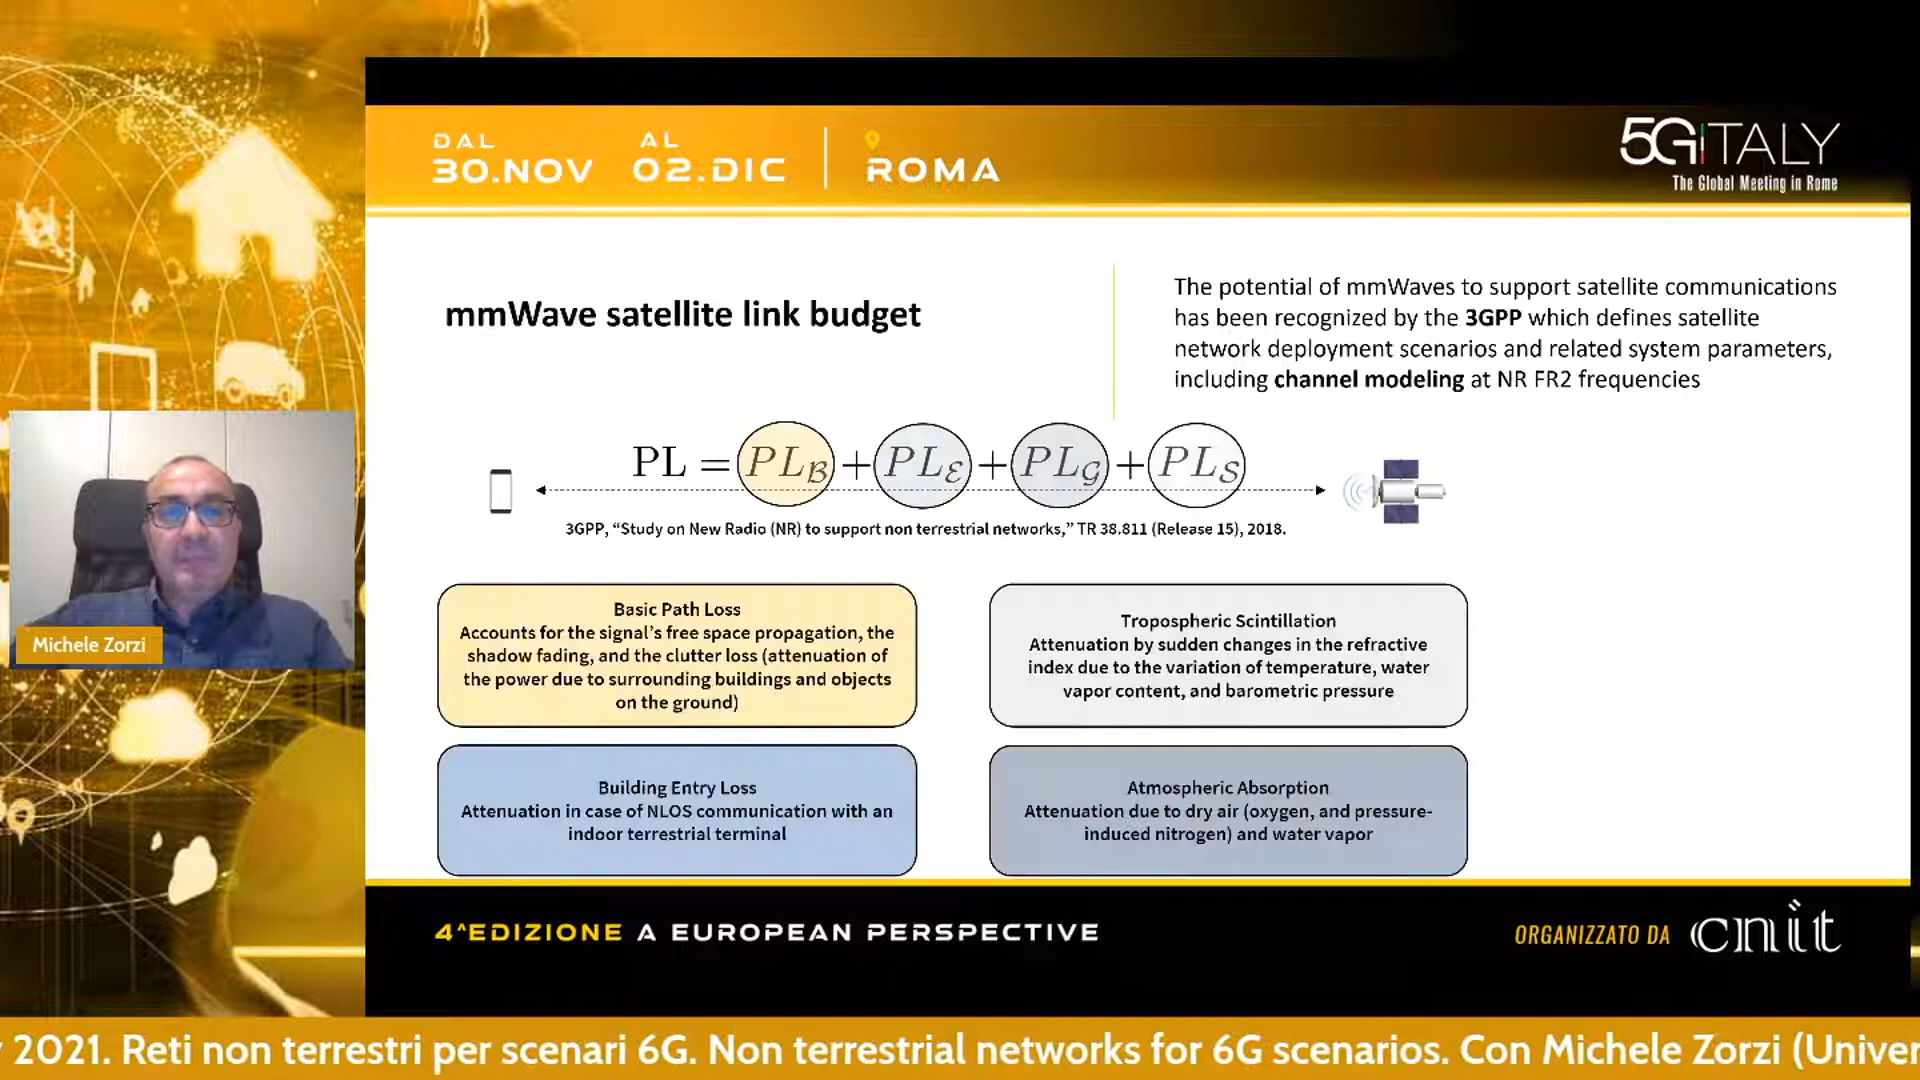 DAL
30.NOV
AL
02.DIC
ROMA
5GITALY
The Global Meeting in Rome
mmWave satellite link budget
The potential of mmWaves to support satellite communications
has been recognized by the 3GPP which defines satellite
network deployment scenarios and related system parameters,
including channel modeling at NR FR2 frequencies
PL = PL_B + PL_E + PL_G + PL_S
3GPP, “Study on New Radio (NR) to support non terrestrial networks,” TR 38.811 (Release 15), 2018.
Basic Path Loss
Accounts for the signal’s free space propagation, the
shadow fading, and the clutter loss (attenuation of
the power due to surrounding buildings and objects
on the ground)
Tropospheric Scintillation
Attenuation by sudden changes in the refractive
index due to the variation of temperature, water
vapor content, and barometric pressure
Building Entry Loss
Attenuation in case of NLOS communication with an
indoor terrestrial terminal
Atmospheric Absorption
Attenuation due to dry air (oxygen, and pressure-
induced nitrogen) and water vapor
Michele Zorzi
4^EDIZIONE A EUROPEAN PERSPECTIVE
ORGANIZZATO DA cnit
2021. Reti non terrestri per scenari 6G. Non terrestrial networks for 6G scenarios. Con Michele Zorzi (Univer